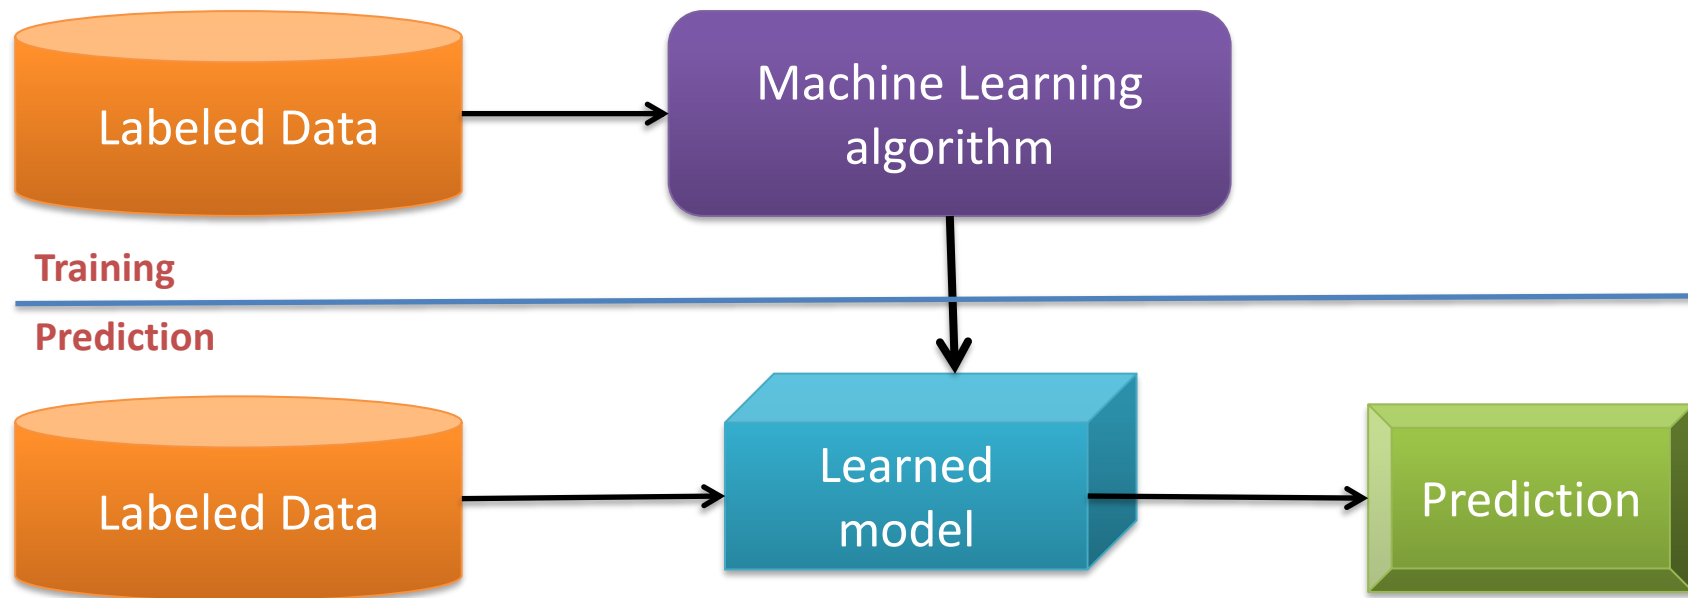 Labeled Data
Machine Learning
algorithm
Training
Prediction
Labeled Data
Learned
model
Prediction